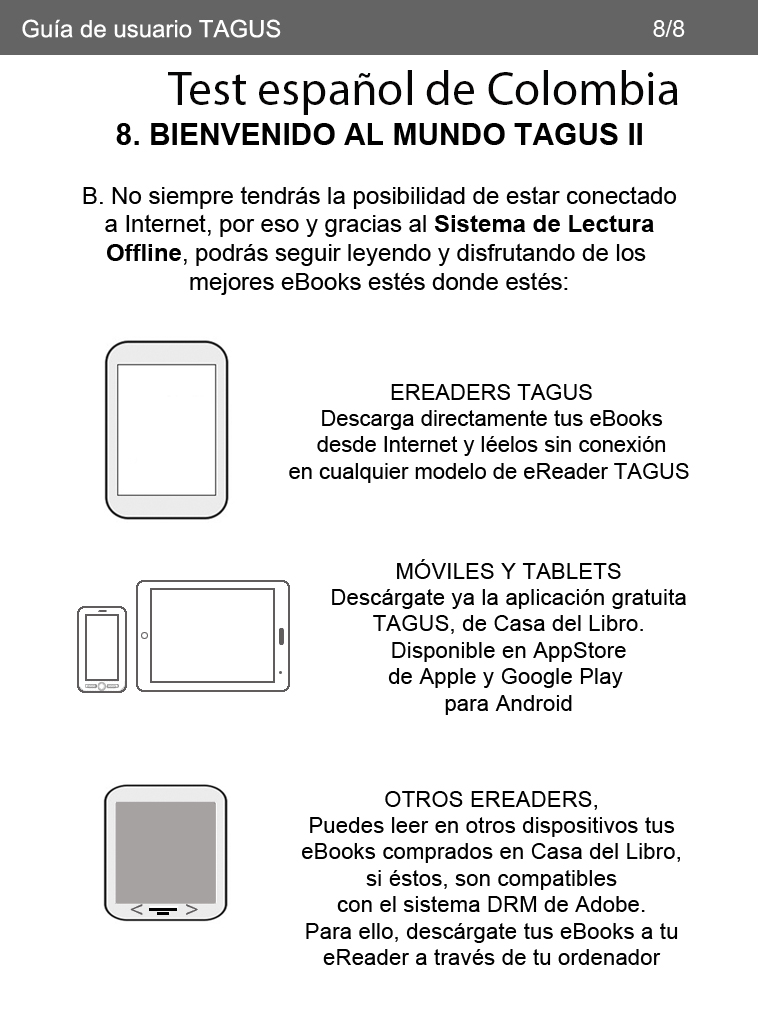 Guía de usuario TAGUS 8/8
Test español de Colombia
8. BIENVENIDO AL MUNDO TAGUS II
B. No siempre tendrás la posibilidad de estar conectado
a Internet, por eso y gracias al Sistema de Lectura
Offline, podrás seguir leyendo y disfrutando de los
mejores eBooks estés donde estés:
EREADERS TAGUS
Descarga directamente tus eBooks
desde Internet y léelos sin conexión
en cualquier modelo de eReader TAGUS
MÓVILES Y TABLETS
Descárgate ya la aplicación gratuita
TAGUS, de Casa del Libro.
Disponible en AppStore
de Apple y Google Play
para Android
OTROS EREADERS,
Puedes leer en otros dispositivos tus
eBooks comprados en Casa del Libro,
si éstos, son compatibles
con el sistema DRM de Adobe.
Para ello, descárgate tus eBooks a tu
eReader a través de tu ordenador